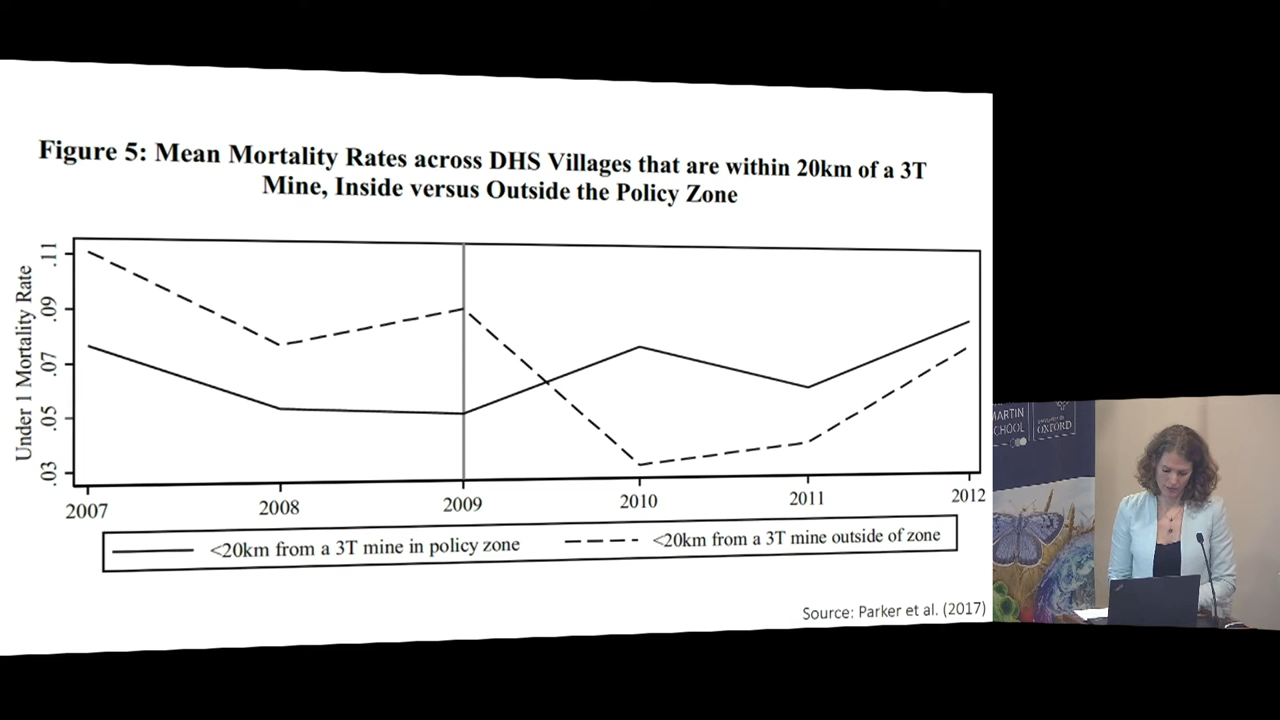 Figure 5: Mean Mortality Rates across DHS Villages that are within 20km of a 3T
Mine, Inside versus Outside the Policy Zone
Under 1 Mortality Rate
.11
.09
.07
.05
.03
2007
2008
2009
2010
2011
2012
<20km from a 3T mine in policy zone
<20km from a 3T mine outside of zone
Source: Parker et al. (2017)
MARTIN
CHOOL
OXFORD